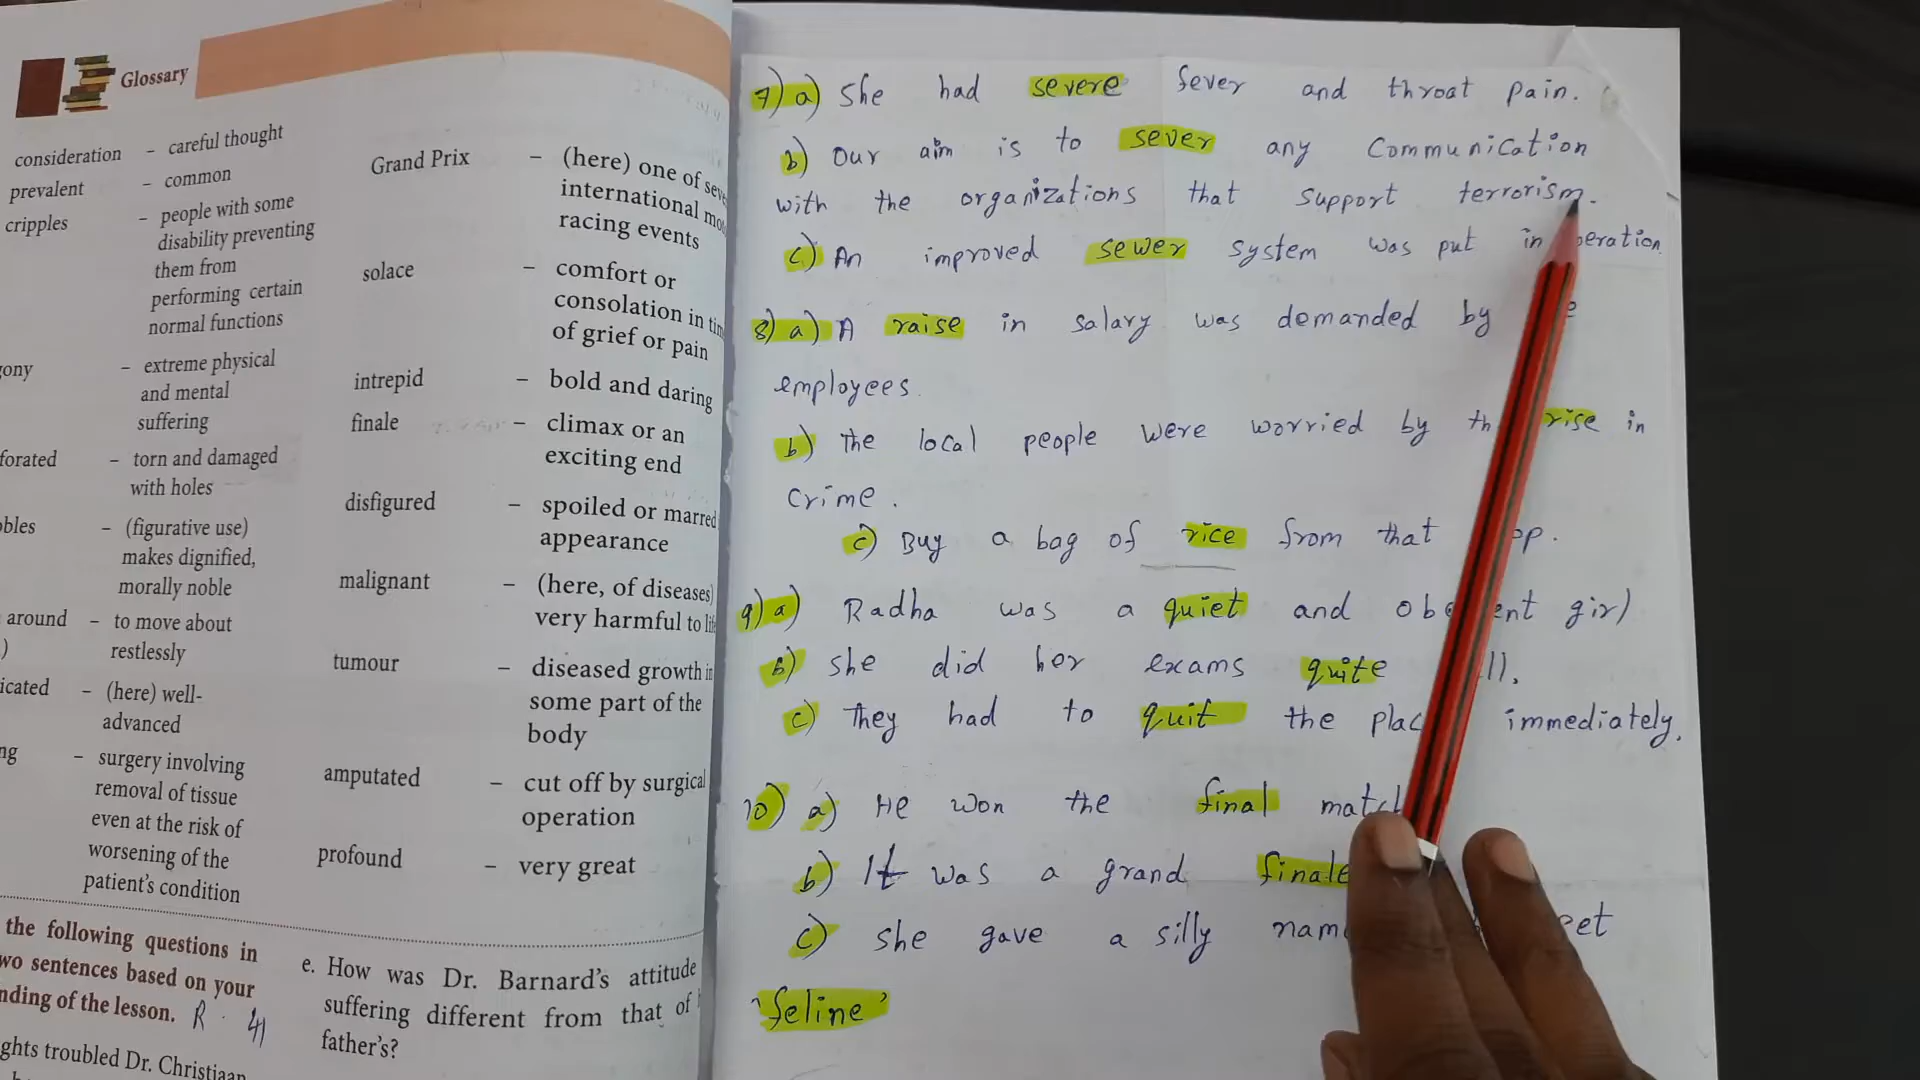 Glossary
consideration – careful thought
prevalent – common
cripples – people with some
disability preventing
them from
performing certain
normal functions
– extreme physical
and mental
suffering
– torn and damaged
with holes
– (figurative use)
makes dignified,
morally noble
around – to move about
) restlessly
– (here) well-
advanced
– surgery involving
removal of tissue
even at the risk of
worsening of the
patient's condition
the following questions in
sentences based on your
of the lesson. R. 41
troubled Dr. Christiaan
Grand Prix – (here) one of
international
racing events
solace – comfort or
consolation in
of grief or pain
intrepid – bold and daring
finale – climax or an
exciting end
disfigured – spoiled or marred
appearance
malignant – (here, of diseases)
very harmful to
tumour – diseased growth in
some part of the
body
amputated – cut off by surgical
operation
profound – very great
e. How was Dr. Barnard's attitude
suffering different from that of
father's?
7) a) She had severe fever and throat pain.
b) Our aim is to sever any Communication
with the organizations that support terrorism.
c) An improved sewer system was put in
8) a) A raise in salary was demanded by
employees.
b) The local people were worried by rise in
crime.
c) Buy a bag of rice from that
9) a) Radha was a quiet and girl
b) she did her exams quite
c) They had to quit the immediately.
10) a) He won the final
b) It was a grand finale
c) she gave a silly
'feline'